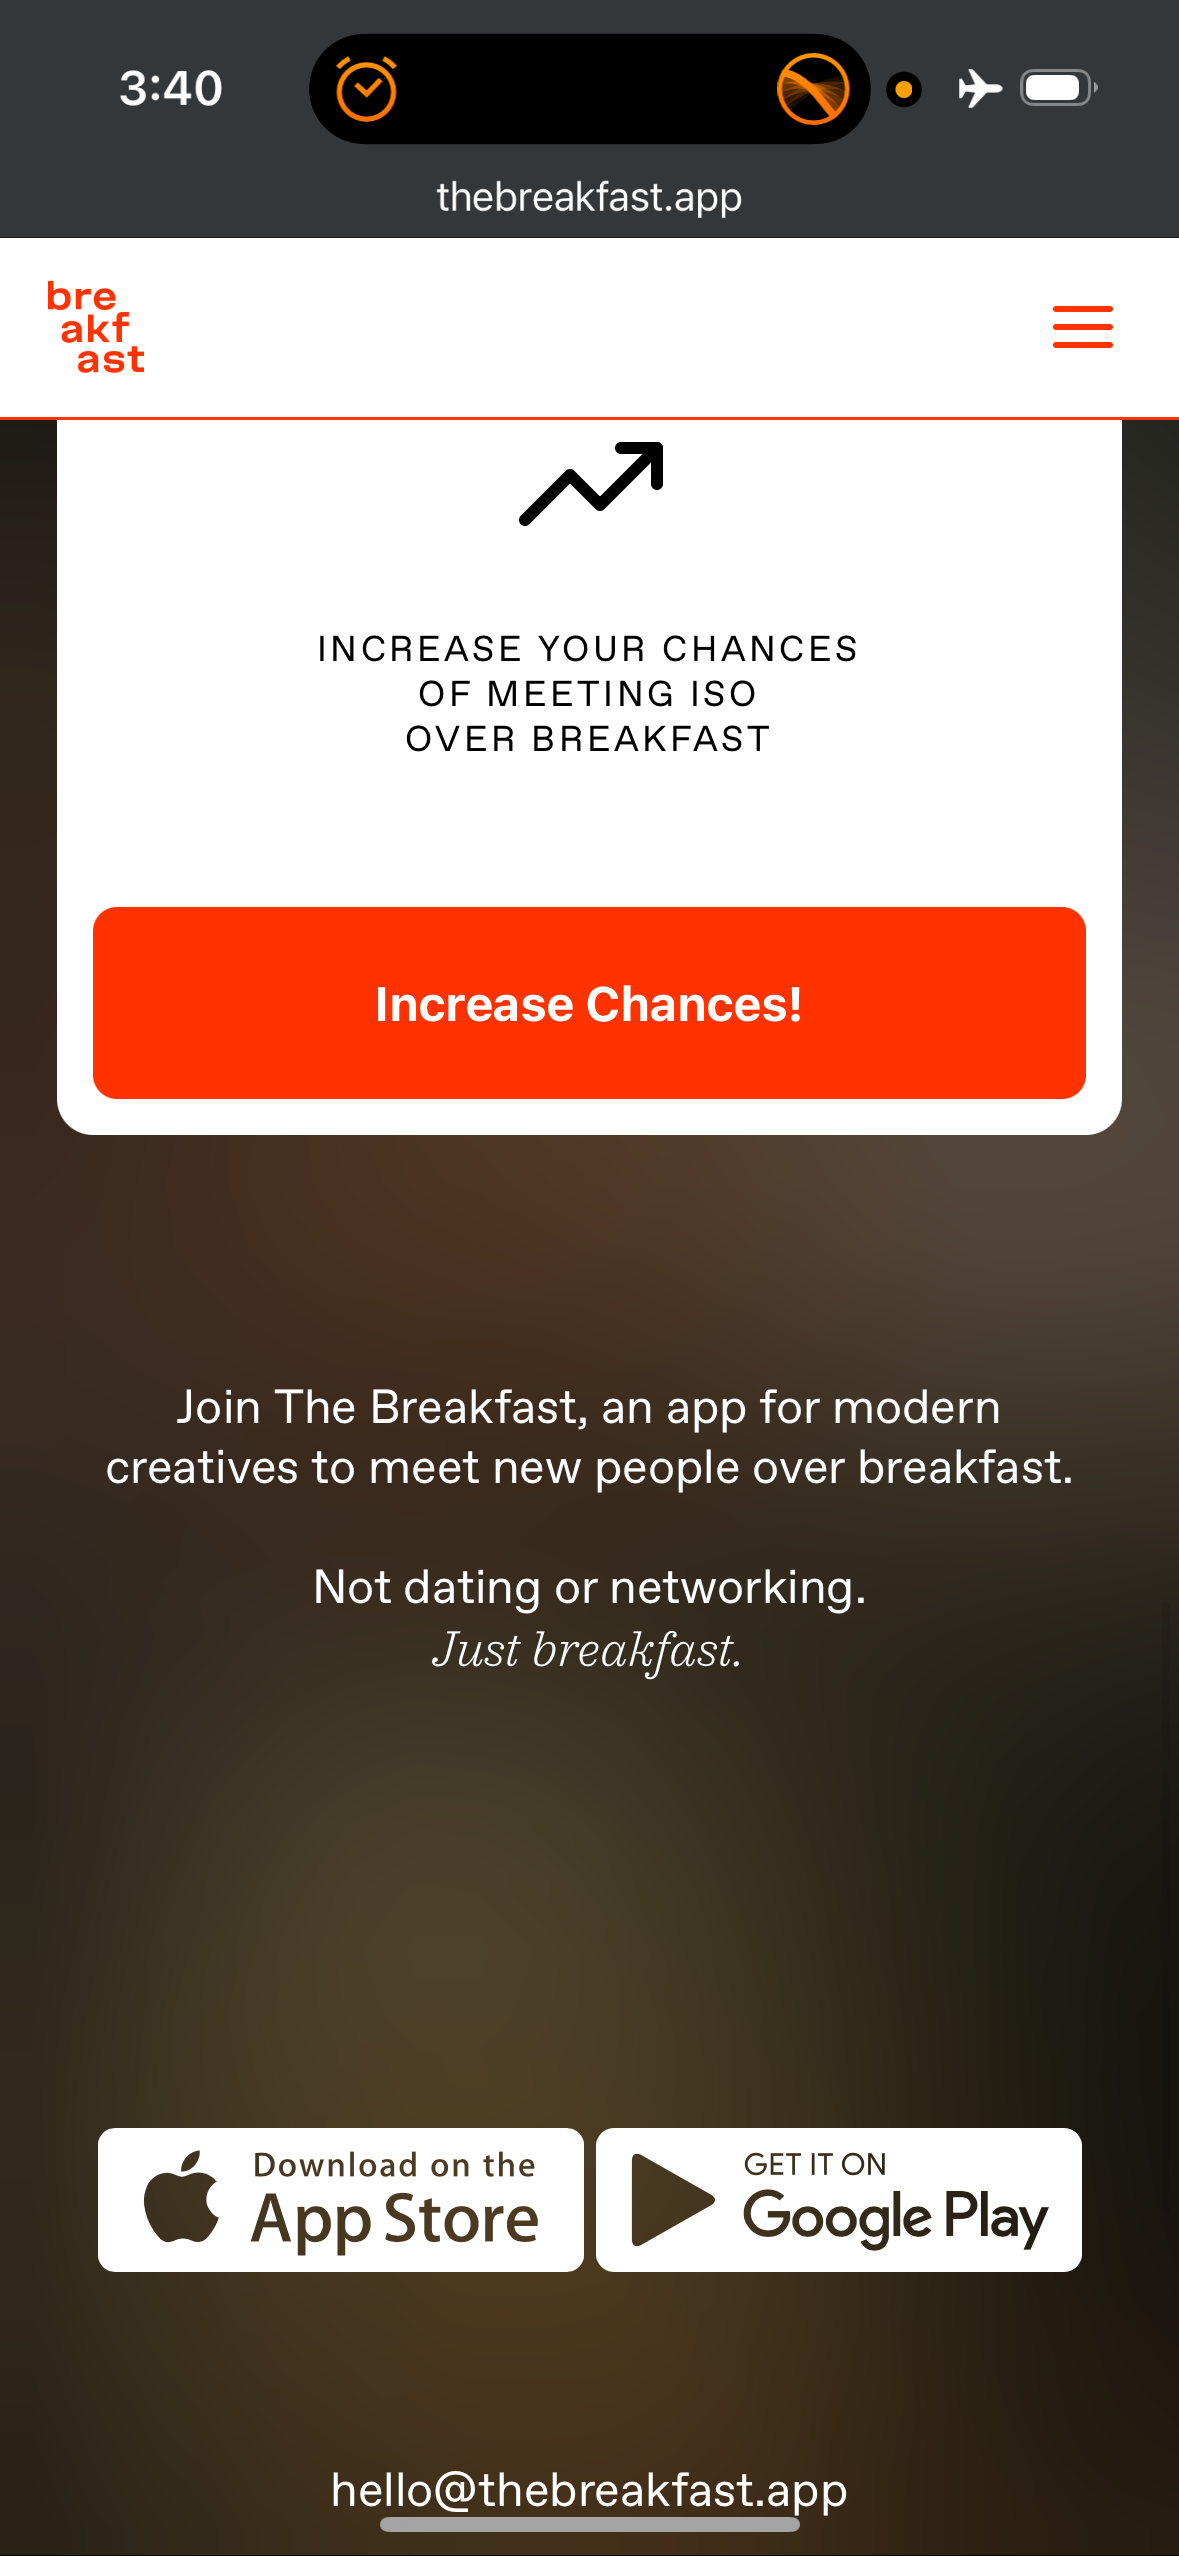 3:40
thebreakfast.app
bre
akf
ast
INCREASE YOUR CHANCES
OF MEETING ISO
OVER BREAKFAST
Increase Chances!
Join The Breakfast, an app for modern
creatives to meet new people over breakfast.
Not dating or networking.
Just breakfast.
Download on the
App Store
GET IT ON
Google Play
hello@thebreakfast.app